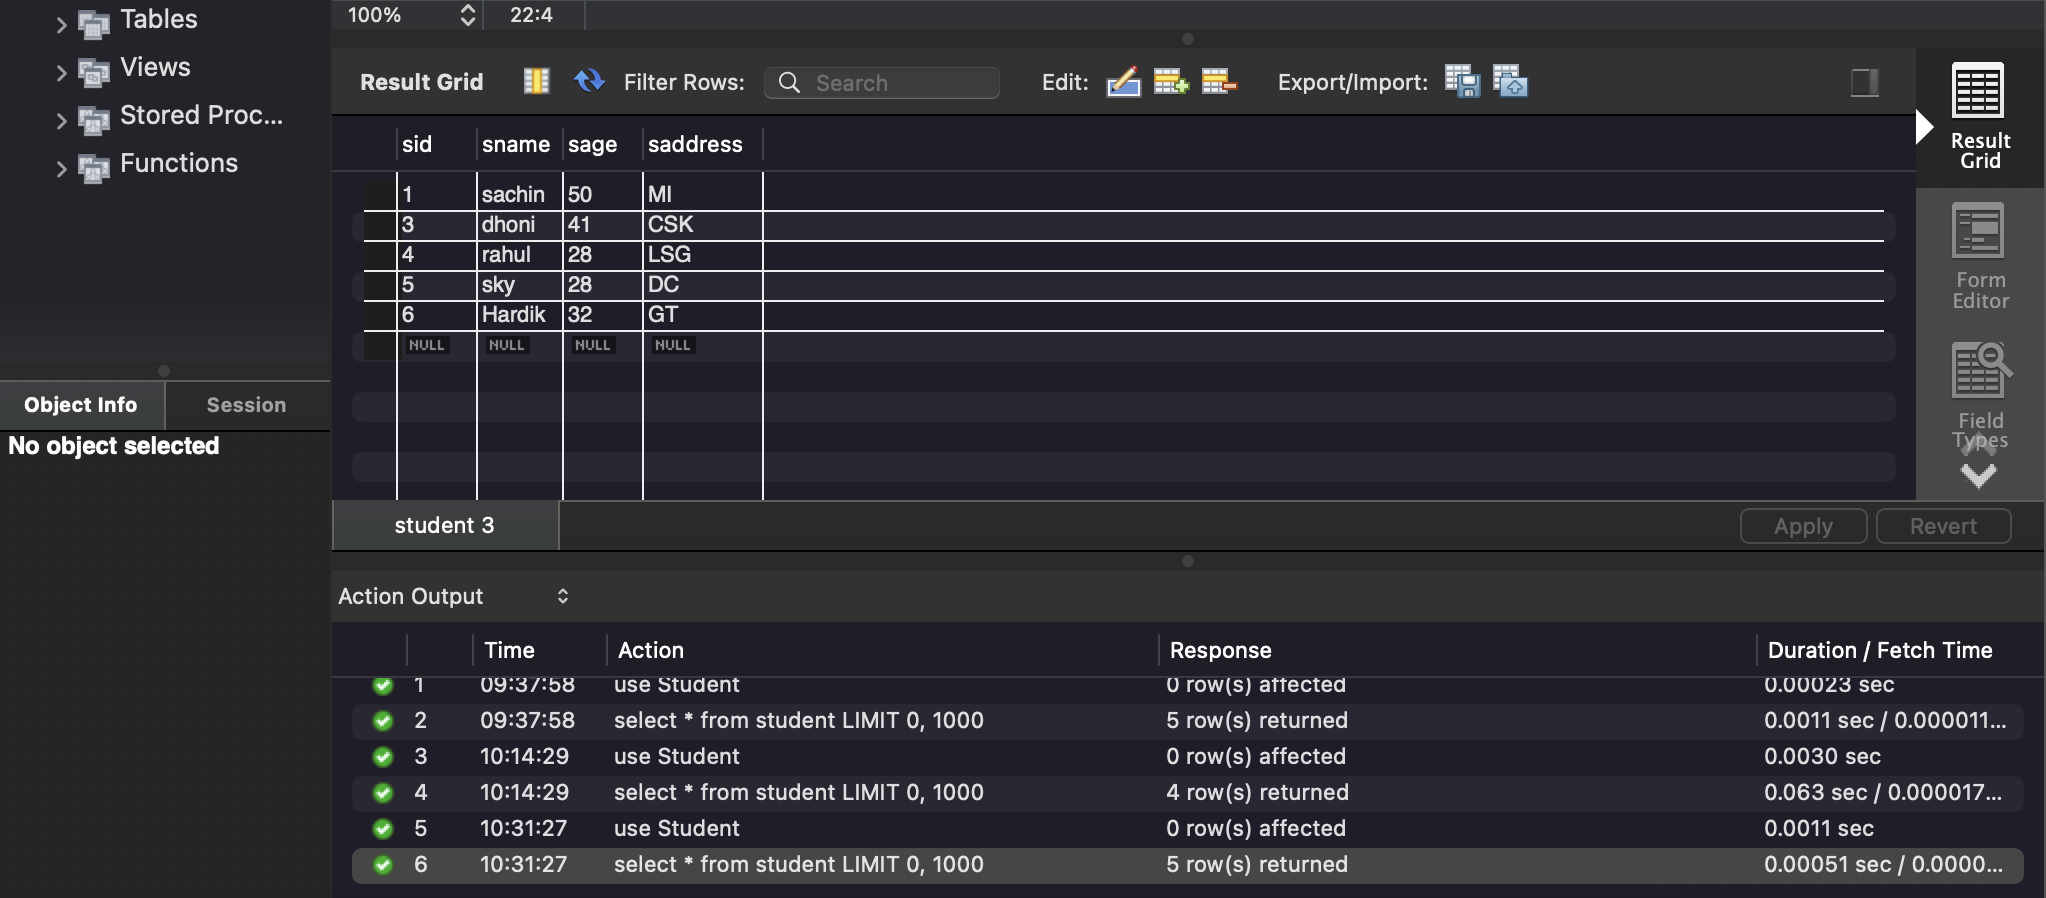 Tables
Views
Stored Proc...
Functions
Object Info Session
No object selected
100% 22:4
Result Grid Filter Rows: Search Edit: Export/Import:
sid sname sage saddress
1 sachin 50 MI
3 dhoni 41 CSK
4 rahul 28 LSG
5 sky 28 DC
6 Hardik 32 GT
NULL NULL NULL NULL
Result
Grid
Form
Editor
Field
Types
student 3 Apply Revert
Action Output
Time Action Response Duration / Fetch Time
1 09:37:58 use Student 0 row(s) affected 0.00023 sec
2 09:37:58 select * from student LIMIT 0, 1000 5 row(s) returned 0.0011 sec / 0.000011...
3 10:14:29 use Student 0 row(s) affected 0.0030 sec
4 10:14:29 select * from student LIMIT 0, 1000 4 row(s) returned 0.063 sec / 0.000017...
5 10:31:27 use Student 0 row(s) affected 0.0011 sec
6 10:31:27 select * from student LIMIT 0, 1000 5 row(s) returned 0.00051 sec / 0.0000...